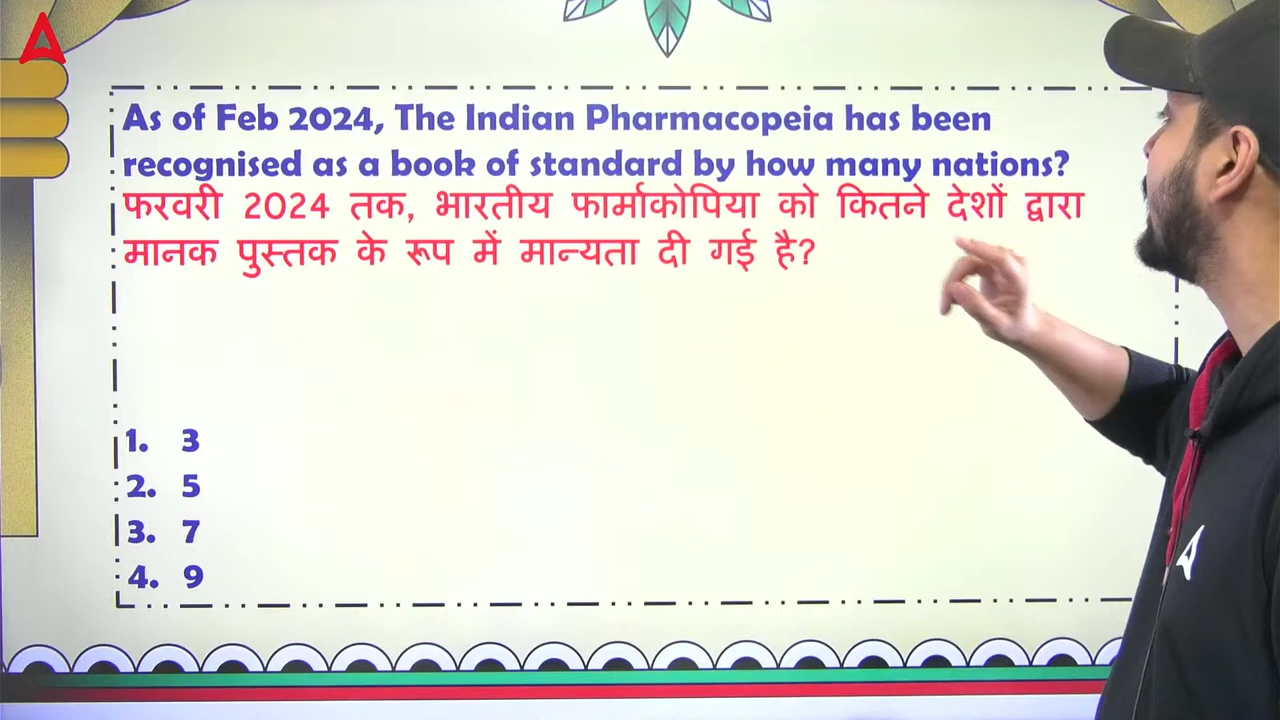 As of Feb 2024, The Indian Pharmacopeia has been
recognised as a book of standard by how many nations?
फरवरी 2024 तक, भारतीय फार्माकोपिया को कितने देशों द्वारा
मानक पुस्तक के रूप में मान्यता दी गई है?
1. 3
2. 5
3. 7
4. 9